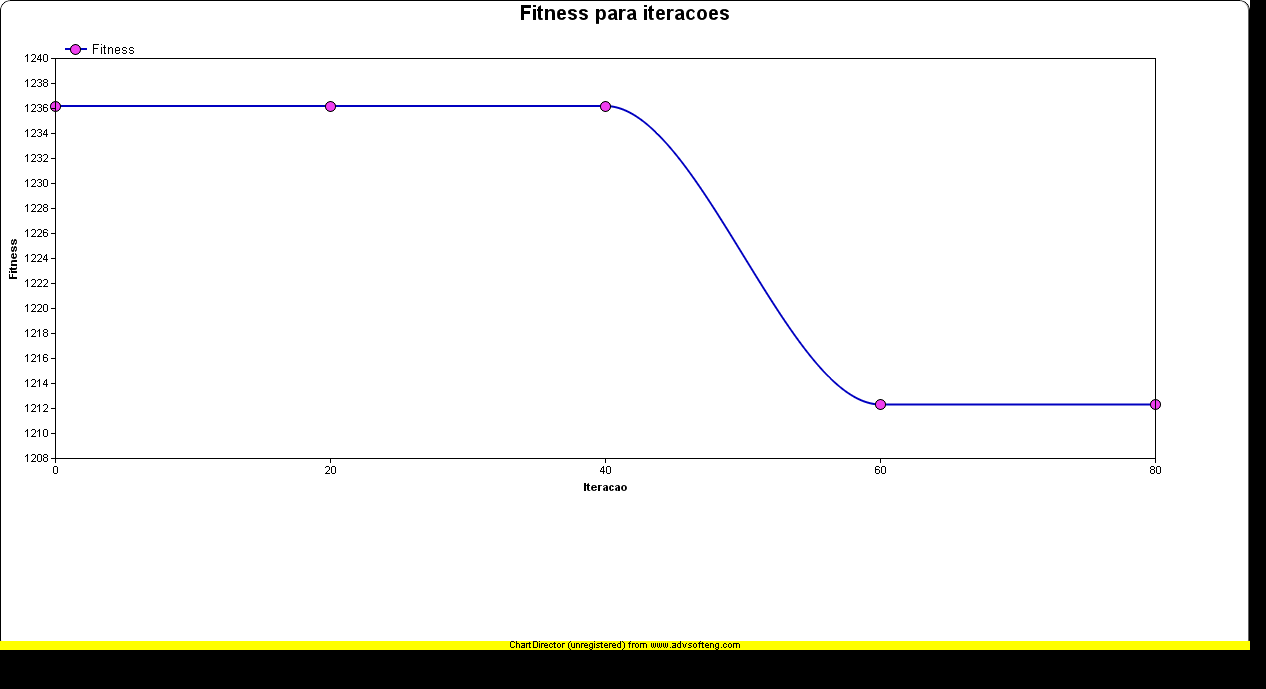 Fitness para iteracoes
Fitness
1240
1238
1236
1234
1232
1230
1228
1226
1224
1222
1220
1218
1216
1214
1212
1210
1208
Fitness
0 20 40 60 80
Iteracao
ChartDirector (unregistered) from www.advsofteng.com